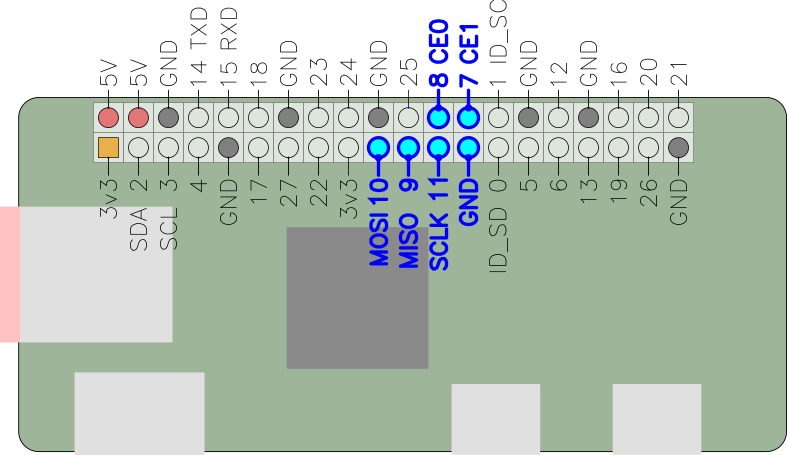 5V
5V
GND
14 TXD
15 RXD
18
GND
23
24
GND
25
8 CE0
7 CE1
1 ID_SC
GND
12
GND
16
20
21
3v3
SDA 2
SCL 3
4
GND
17
27
22
3v3
MOSI 10
MISO 9
SCLK 11
GND
ID_SD 0
5
6
13
19
26
GND